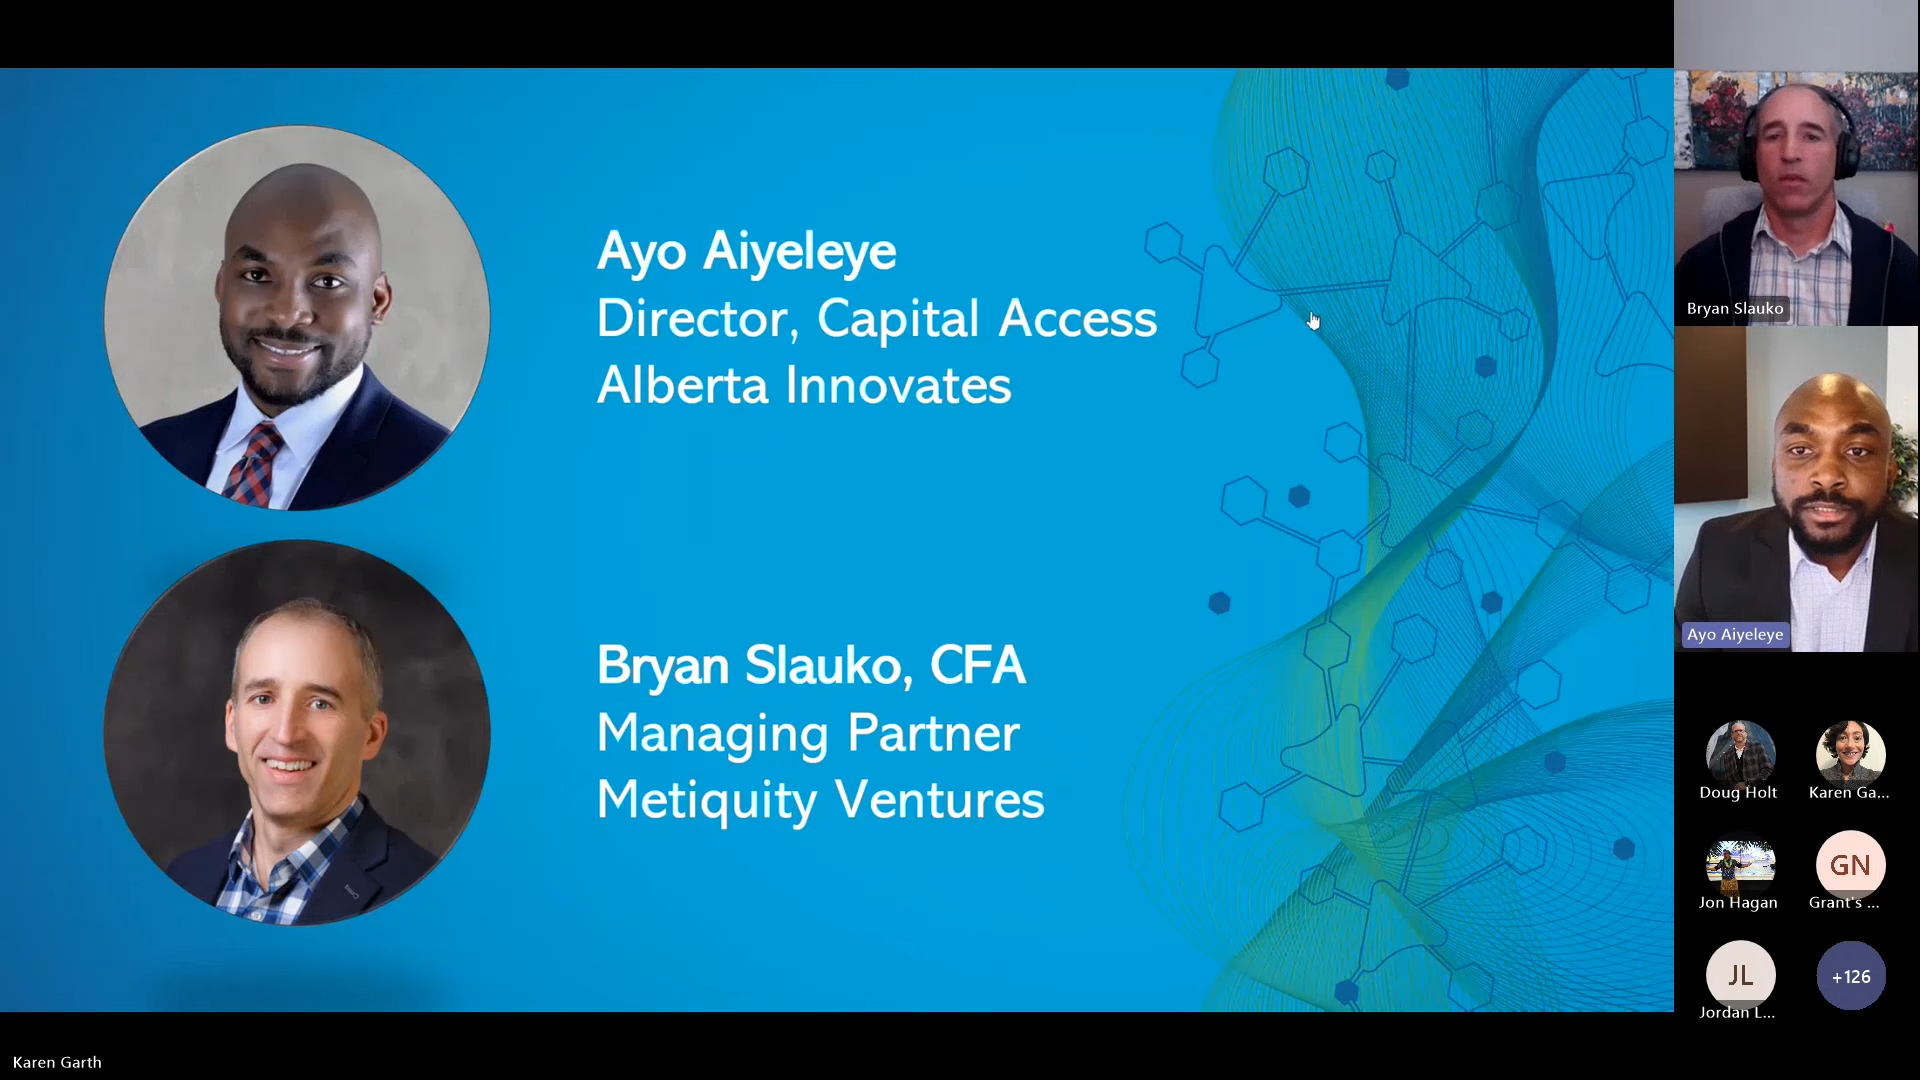 Ayo Aiyeleye
Director, Capital Access
Alberta Innovates
Bryan Slauko, CFA
Managing Partner
Metiquity Ventures
Bryan Slauko
Ayo Aiyeleye
Doug Holt
Karen Ga...
Jon Hagan
GN
Grant's ...
JL
Jordan L...
+126
Karen Garth